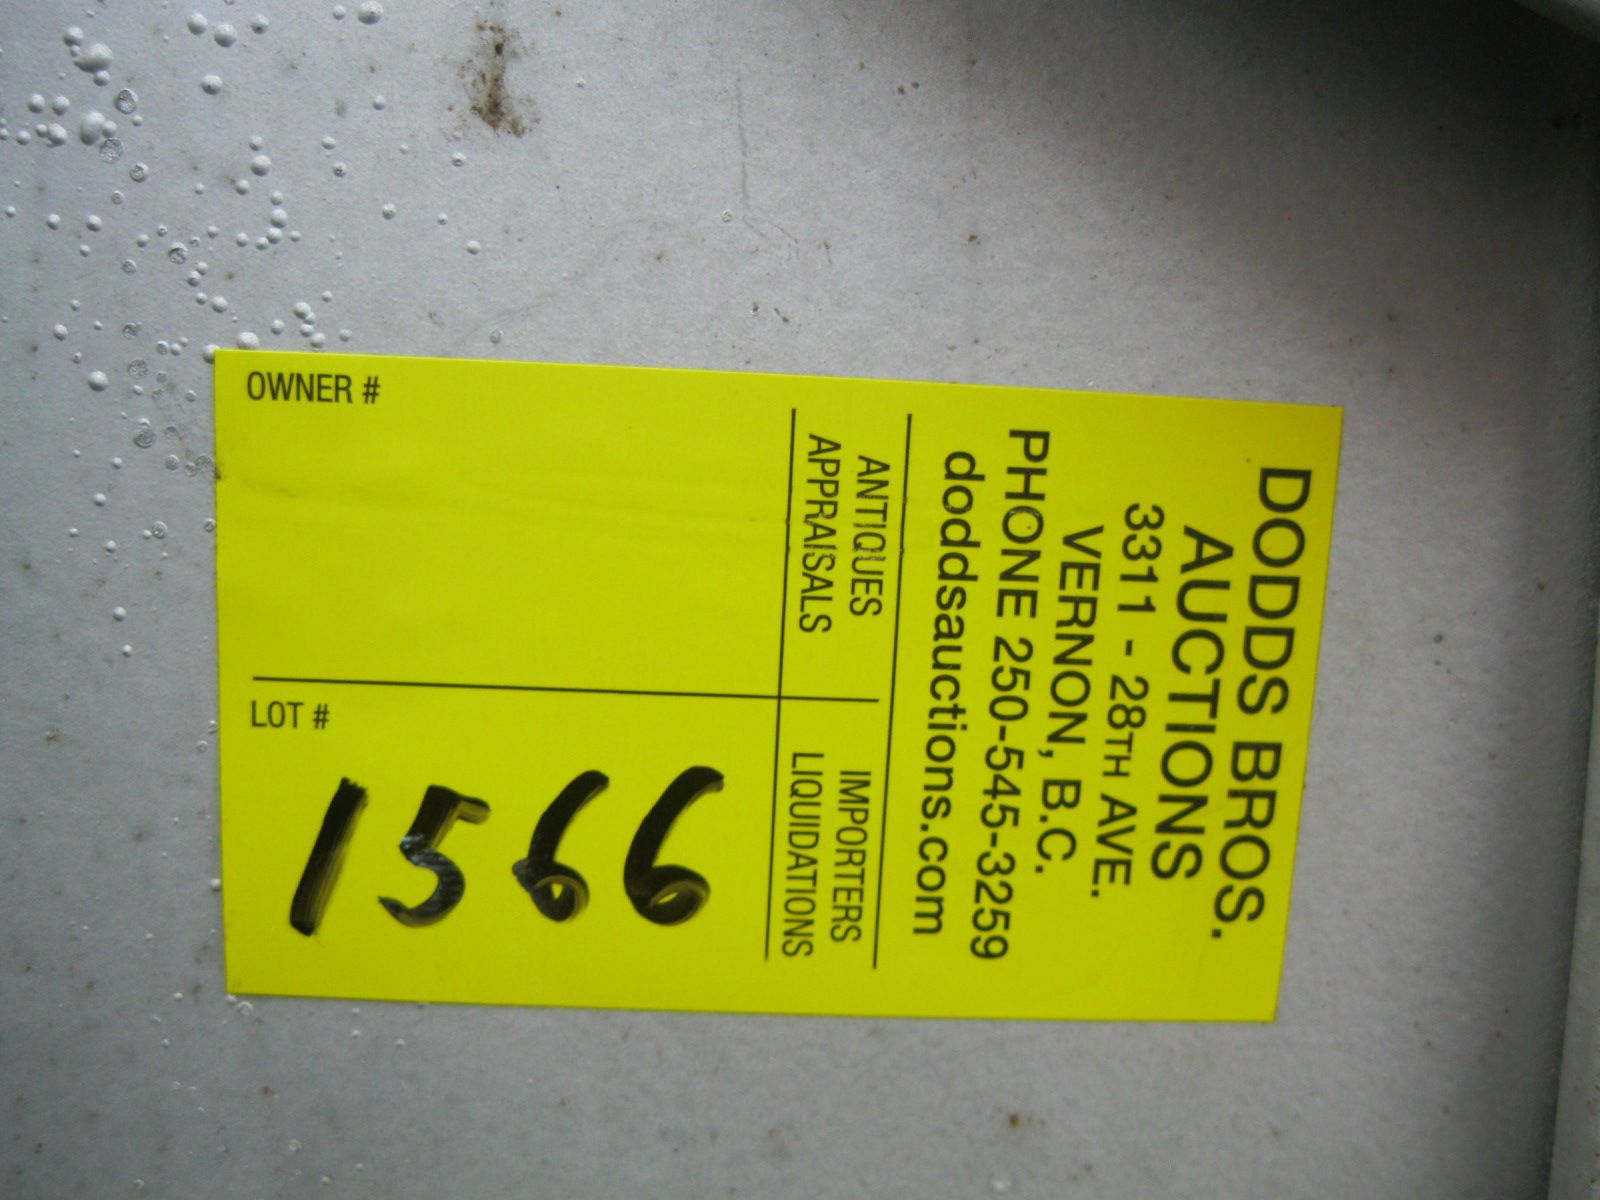 DODDS BROS.
AUCTIONS
3311 - 28TH AVE.
VERNON, B.C.
PHONE 250-545-3259
doddsauctions.com
ANTIQUES
APPRAISALS
IMPORTERS
LIQUIDATIONS
OWNER #
LOT #
1566